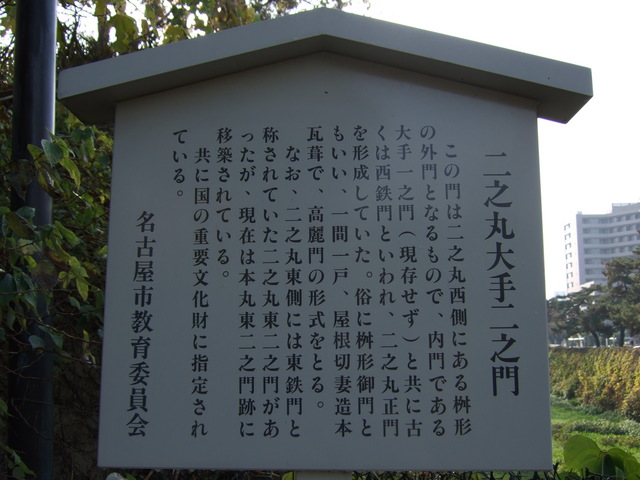 二之丸大手二之門
この門は二之丸西側にある桝形
の外門となるもので、内門である
大手一之門（現存せず）と共に古
くは西鉄門といわれ、二之丸正門
を形成していた。俗に桝形御門と
もいい、一間一戸、屋根切妻造本
瓦葺で、高麗門の形式をとる。
なお、二之丸東側には東鉄門と
称されていた二之丸東二之門があ
ったが、現在は本丸東二之門跡に
移築されている。
共に国の重要文化財に指定され
ている。
名古屋市教育委員会